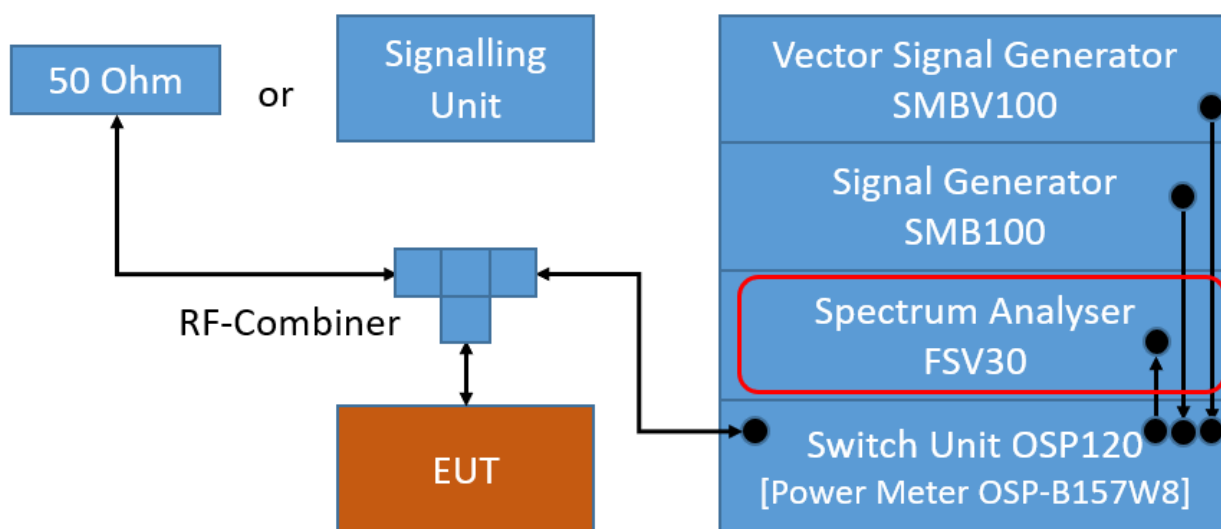 50 Ohm
or
Signalling
Unit
Vector Signal Generator
SMBV100
Signal Generator
SMB100
RF-Combiner
Spectrum Analyser
FSV30
EUT
Switch Unit OSP120
[Power Meter OSP-B157W8]